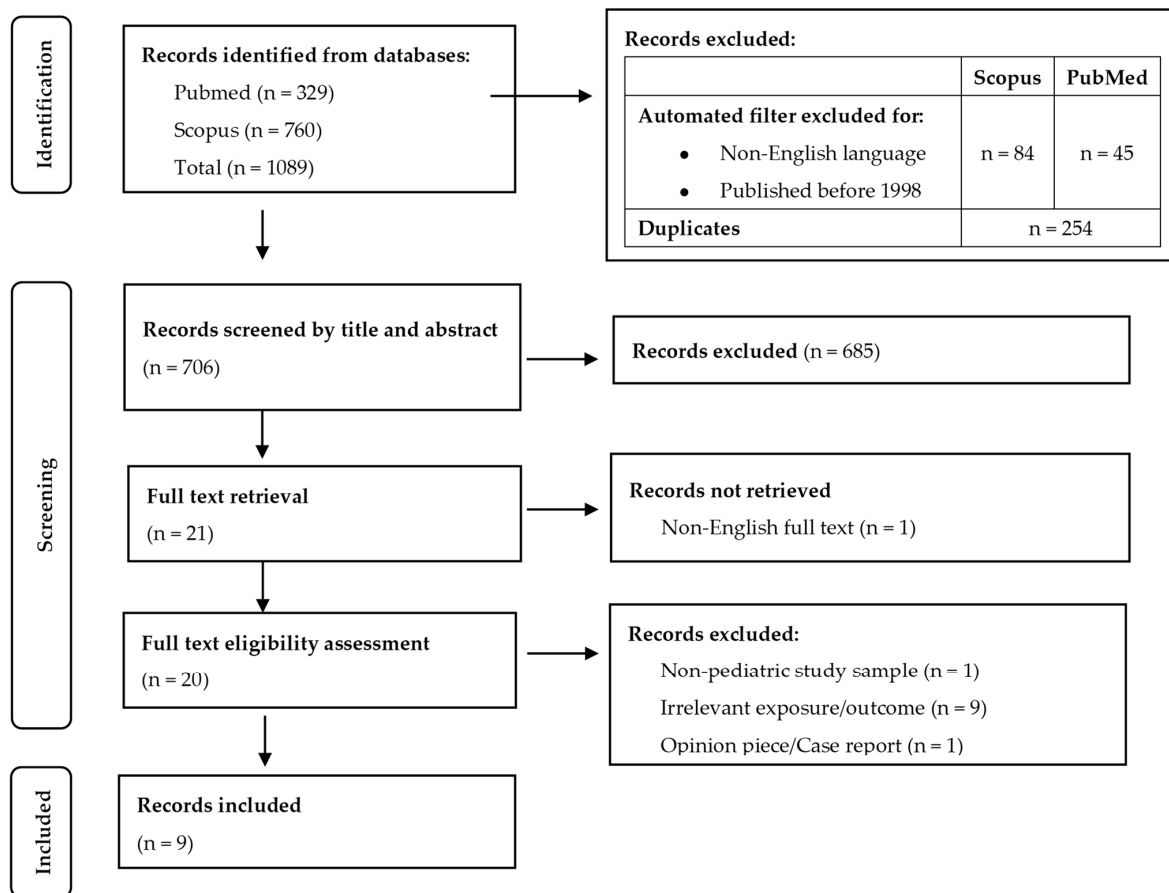 Identification
Records identified from databases:
Pubmed (n = 329)
Scopus (n = 760)
Total (n = 1089)
Records excluded:
Scopus PubMed
Automated filter excluded for:
● Non-English language
● Published before 1998
n = 84 n = 45
Duplicates n = 254
Screening
Records screened by title and abstract
(n = 706)
Records excluded (n = 685)
Full text retrieval
(n = 21)
Records not retrieved
Non-English full text (n = 1)
Full text eligibility assessment
(n = 20)
Records excluded:
Non-pediatric study sample (n = 1)
Irrelevant exposure/outcome (n = 9)
Opinion piece/Case report (n = 1)
Included
Records included
(n = 9)